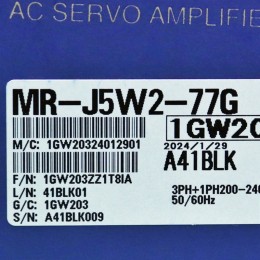 AC SERVO AMPLIFIE
MR-J5W2-77G
1GW20
M/C: 1GW20324012901
2024/1/29
A41BLK
F/N: 1GW203ZZ1T8IA
L/N: 41BLK01
G/C: 1GW203
S/N: A41BLK009
3PH+1PH200-240
50/60Hz